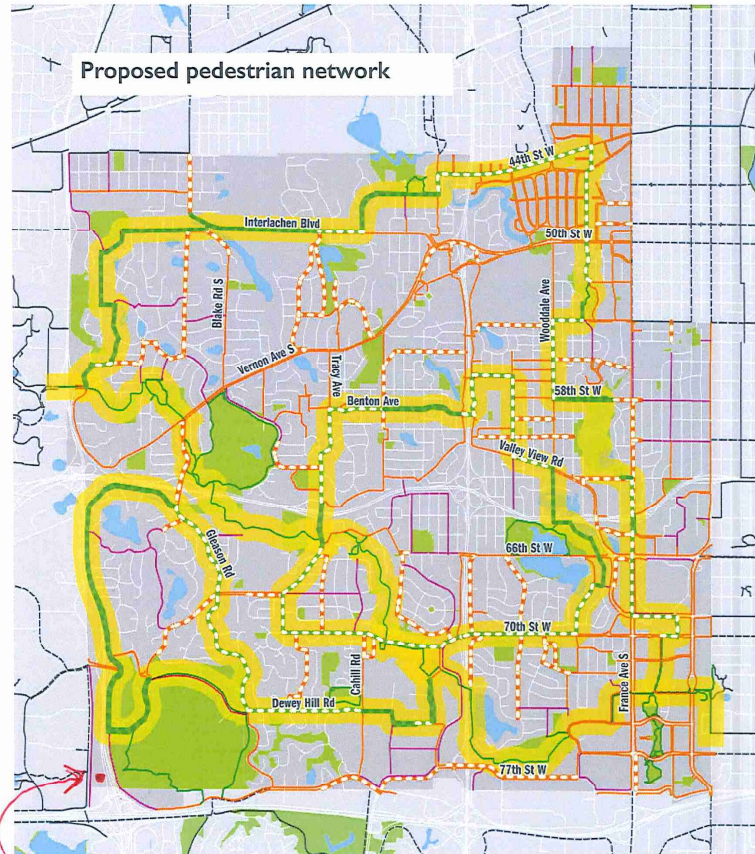 Proposed pedestrian network
44th St W
Interlachen Blvd
50th St W
Blake Rd S
Wooddale Ave
Vernon Ave S
Tracy Ave
58th St W
Benton Ave
Valley View Rd
Gleason Rd
66th St W
70th St W
Cahill Rd
France Ave S
Dewey Hill Rd
77th St W